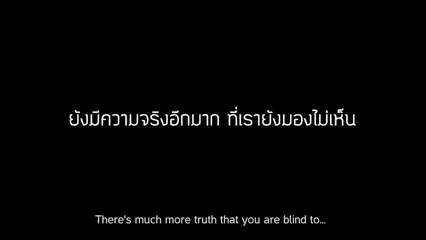 ยังมีความจริงอีกมาก ที่เรายังมองไม่เห็น
There's much more truth that you are blind to...